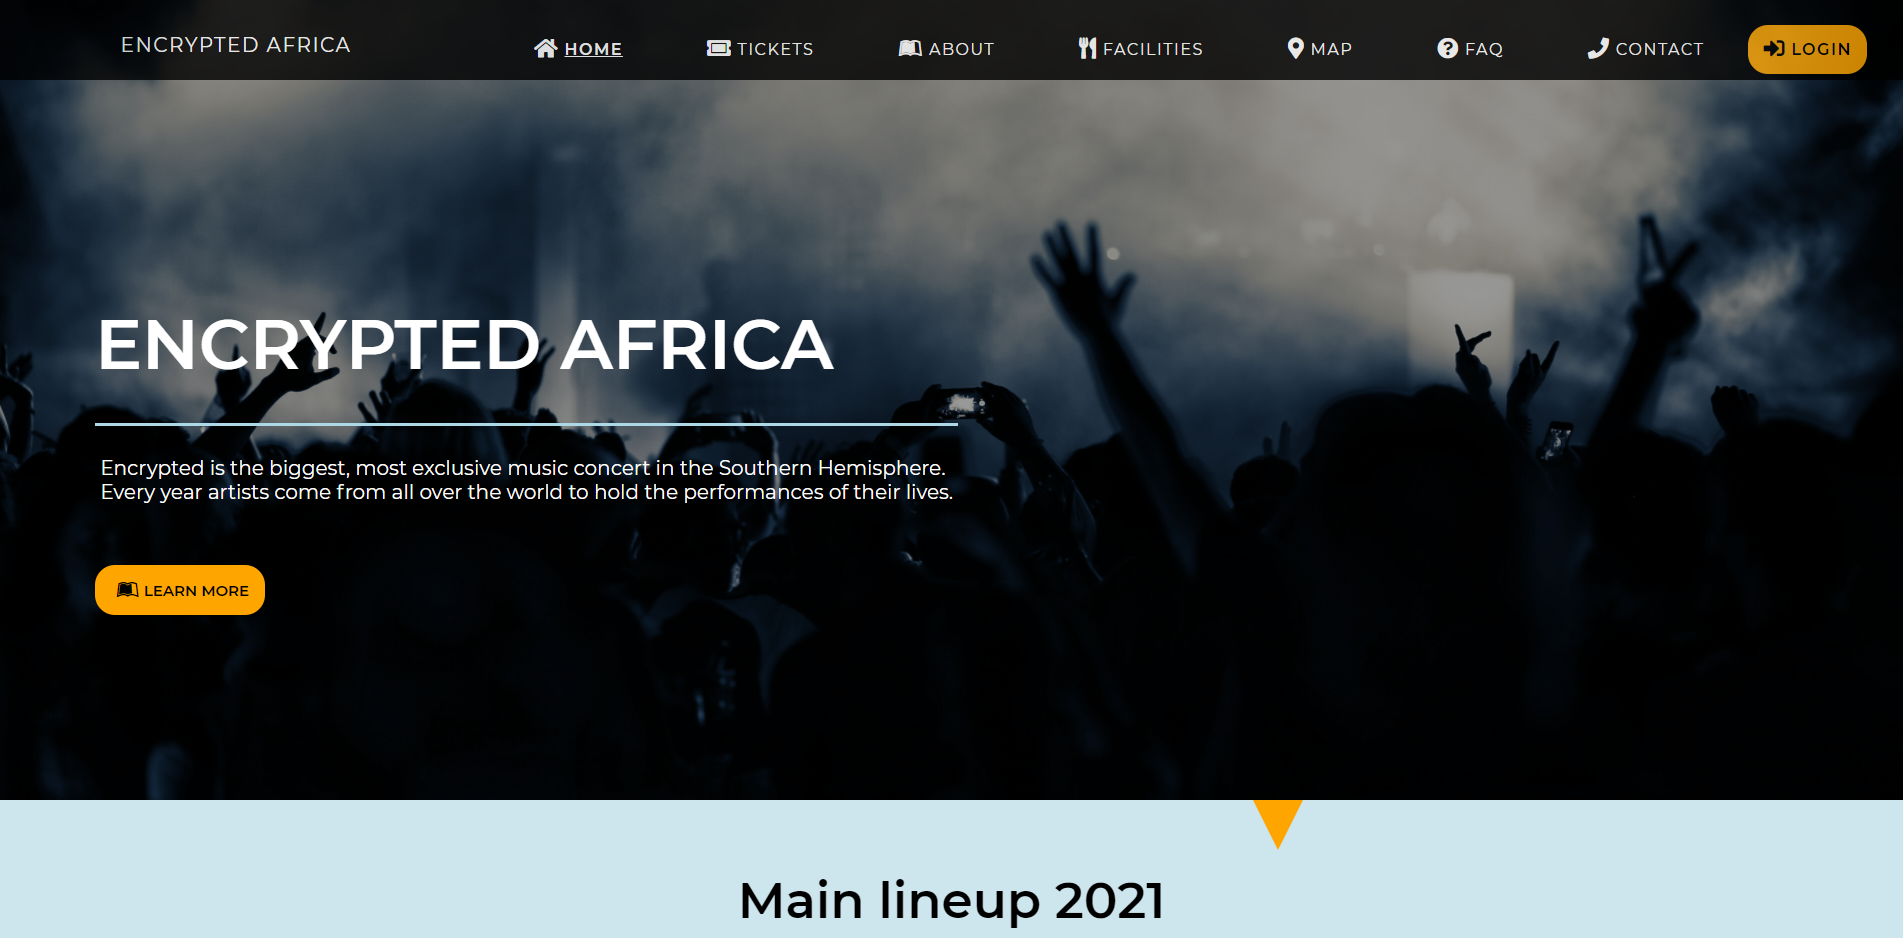 ENCRYPTED AFRICA
HOME
TICKETS
ABOUT
FACILITIES
MAP
FAQ
CONTACT
LOGIN
ENCRYPTED AFRICA
Encrypted is the biggest, most exclusive music concert in the Southern Hemisphere.
Every year artists come from all over the world to hold the performances of their lives.
LEARN MORE
Main lineup 2021